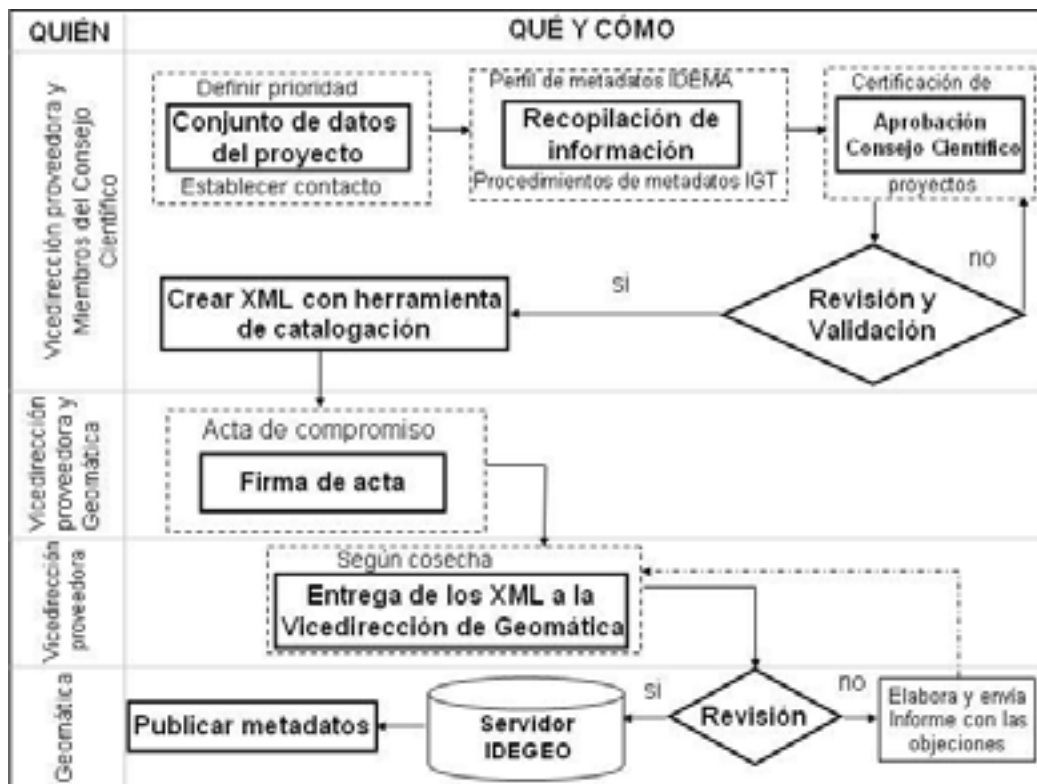 QUIÉN
QUÉ Y CÓMO
Vicedirección proveedora y
Miembros del Consejo
Científico
Definir prioridad
Conjunto de datos
del proyecto
Establecer contacto
Perfil de metadatos IDEMA
Recopilación de
información
Procedimientos de metadatos IGT
Certificación de
Aprobación
Consejo Científico
proyectos
no
si
Revisión y
Validación
Crear XML con herramienta
de catalogación
Vicedirección
proveedora y
Geomática
Acta de compromiso
Firma de acta
Vicedirección
proveedora
Según cosecha
Entrega de los XML a la
Vicedirección de Geomática
Geomática
Publicar metadatos
Servidor
IDEGEO
si
Revisión
no
Elabora y envía
Informe con las
objeciones